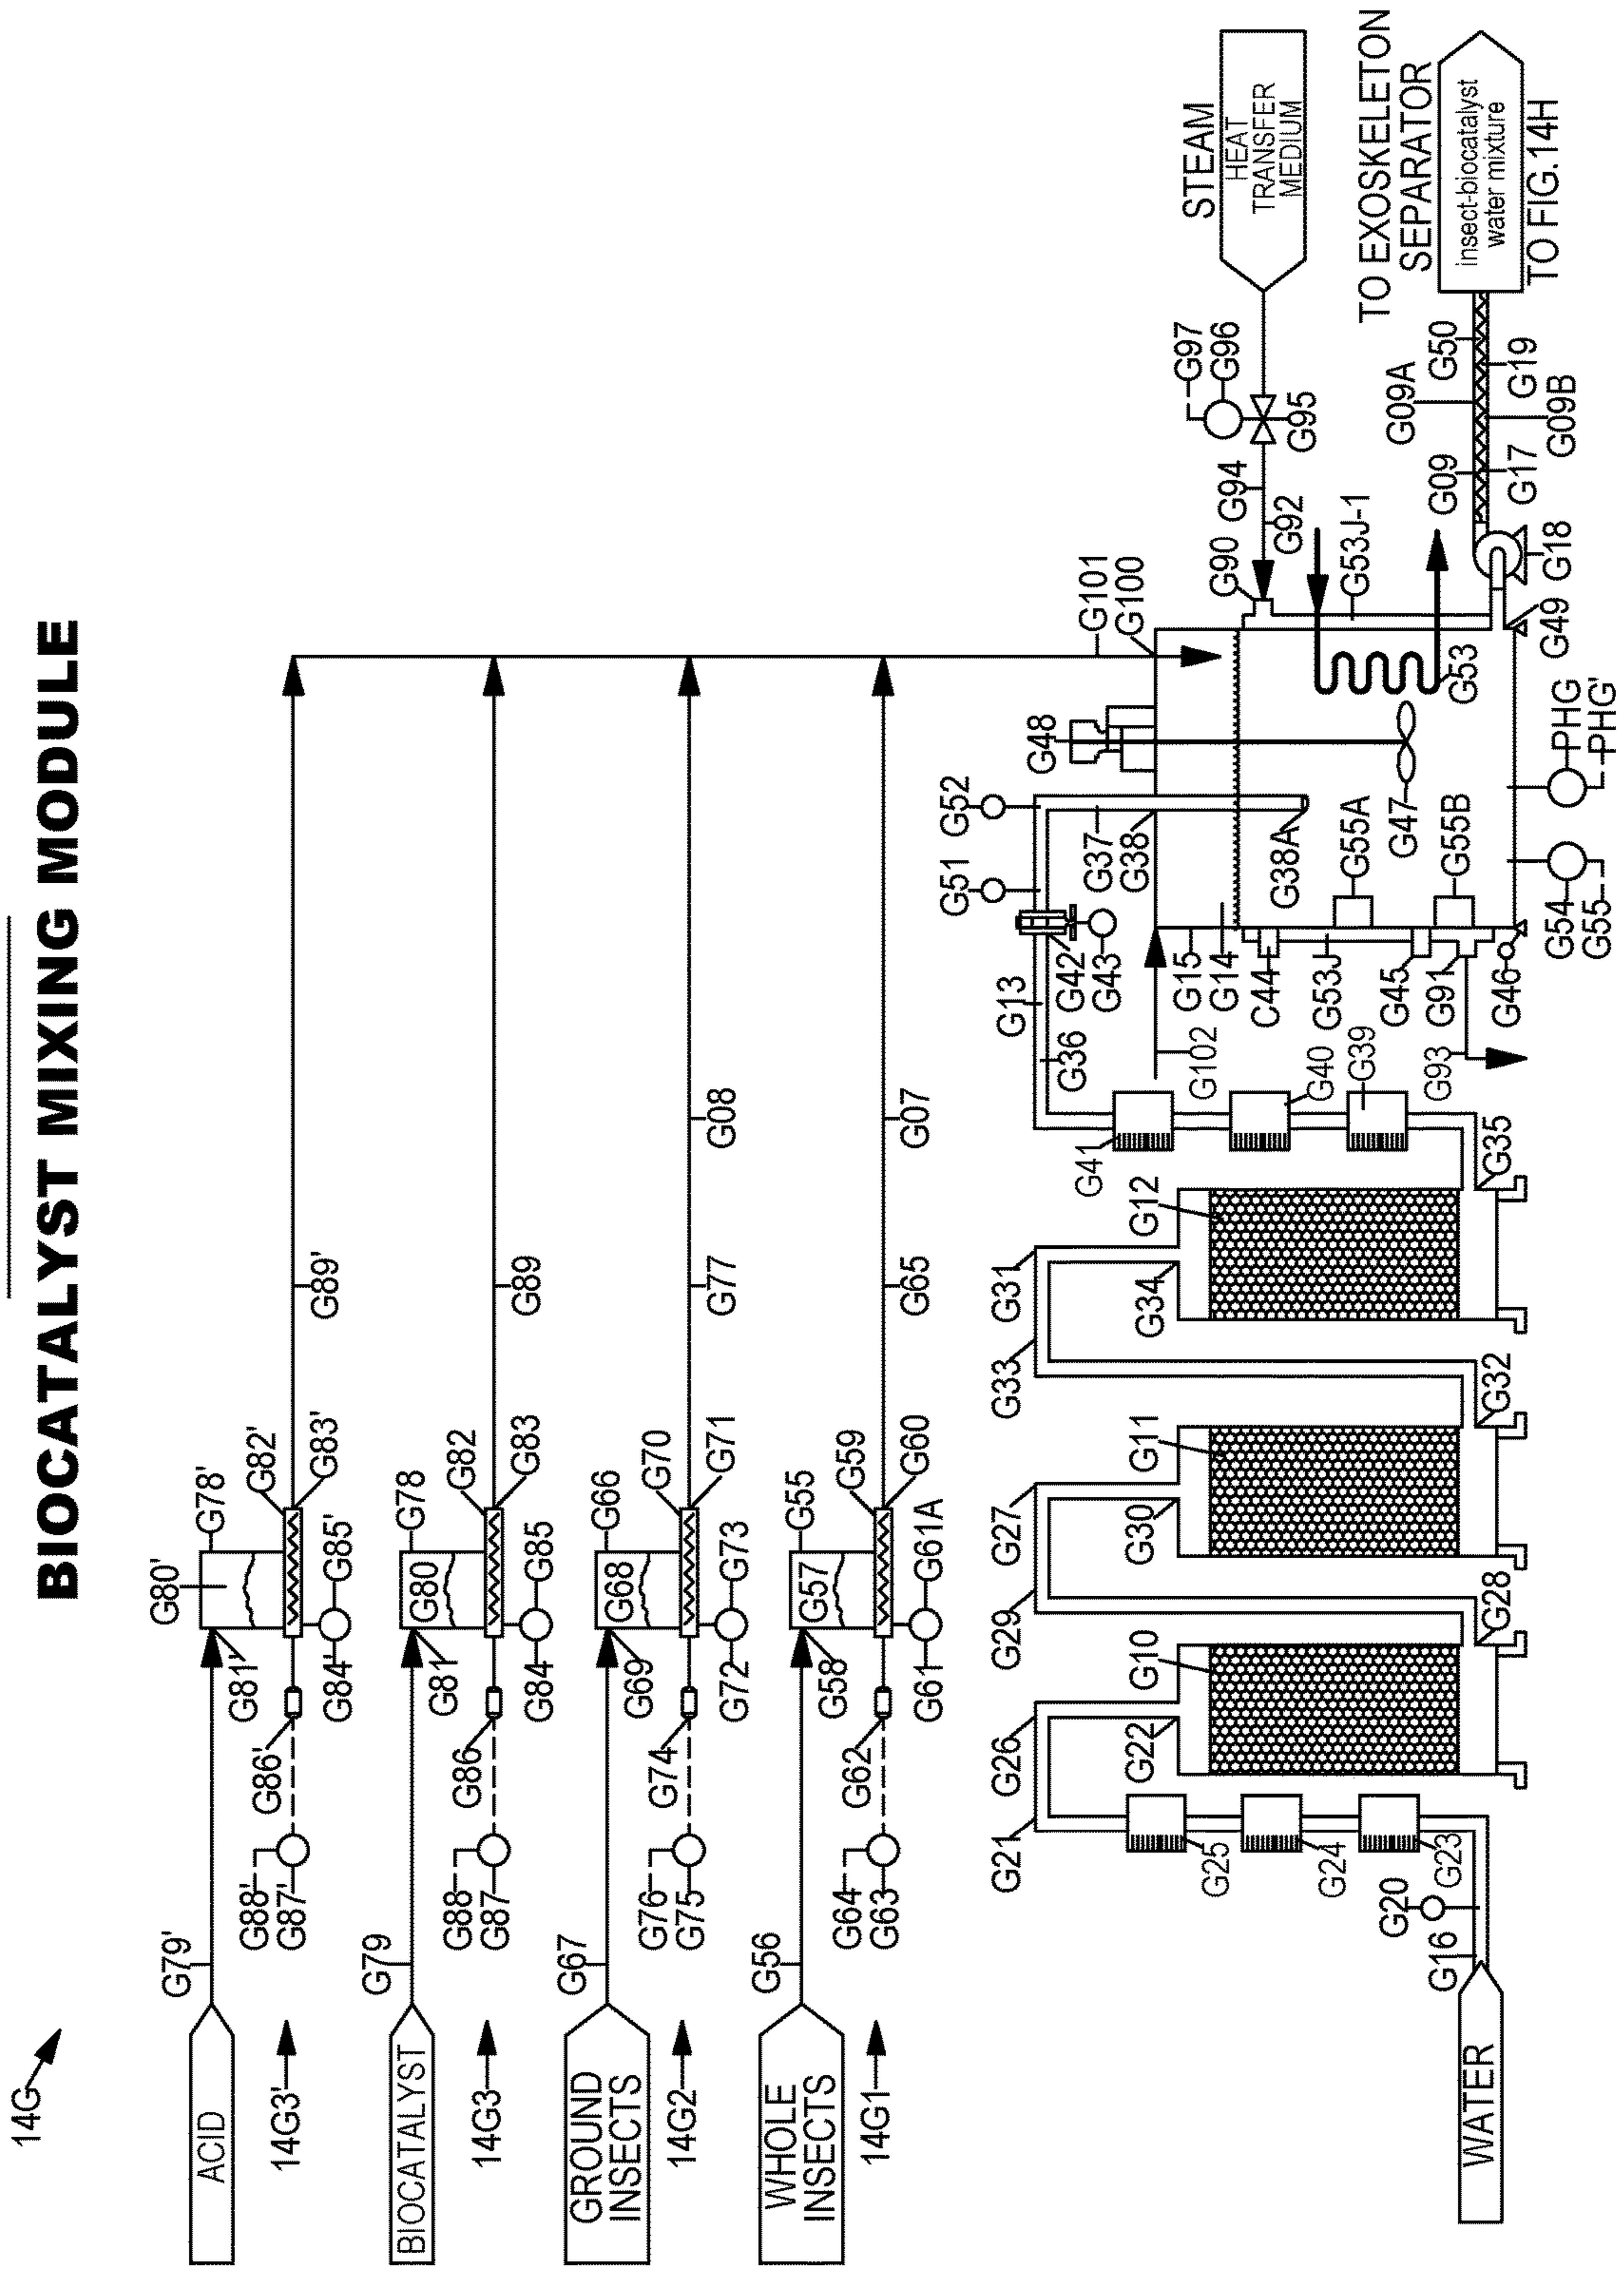 BIOCATALYST MIXING MODULE
14G
ACID
G79'
G80'
G78'
G81'
G82'
G83'
G84'
G85'
G86'
G87'
G88'
G89'
14G3'
BIOCATALYST
G79
G80
G78
G81
G82
G83
G84
G85
G86
G87
G88
G89
14G3
GROUND
INSECTS
G67
G68
G66
G69
G70
G71
G72
G73
G74
G75
G76
G77
G08
14G2
WHOLE
INSECTS
G56
G57
G55
G58
G59
G60
G61
G61A
G62
G63
G64
G65
G07
14G1
G101
G100
WATER
G16
G20
G23
G24
G25
G21
G26
G22
G10
G28
G29
G27
G30
G11
G32
G33
G31
G34
G12
G35
G39
G40
G41
G36
G13
G42
G43
G51
G52
G37
G38
G38A
G48
G102
G15
G14
C44
G53J
G45
G91
G93
G46
G55A
G55B
G47
G54
G55
PHG
PHG'
G53
G49
G53J-1
G90
G92
G94
G95
G96
G97
STEAM
HEAT
TRANSFER
MEDIUM
G18
G17
G09
G09A
G09B
G19
G50
TO EXOSKELETON
SEPARATOR
insect-biocatalyst
water mixture
TO FIG.14H